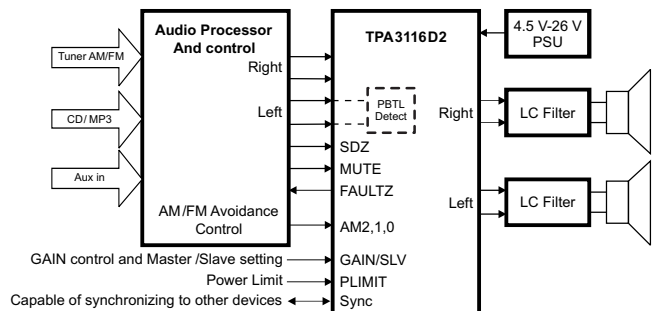 Audio Processor
And control
TPA3116D2
4.5 V-26 V
PSU
Tuner AM/FM
Right
CD/ MP3
Left
PBTL
Detect
Right
LC Filter
Aux in
SDZ
MUTE
FAULTZ
Left
LC Filter
AM/FM Avoidance
Control
AM2,1,0
GAIN control and Master /Slave setting
GAIN/SLV
Power Limit
PLIMIT
Capable of synchronizing to other devices
Sync